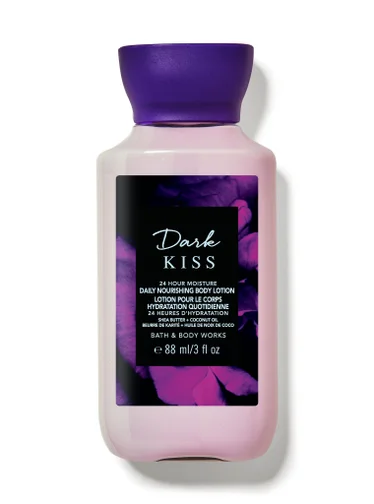 Dark
KISS
24 HOUR MOISTURE
DAILY NOURISHING BODY LOTION
LOTION POUR LE CORPS
HYDRATATION QUOTIDIENNE
24 HEURES D'HYDRATATION
SHEA BUTTER + COCONUT OIL
BEURRE DE KARITÉ + HUILE DE NOIX DE COCO
BATH & BODY WORKS
℮ 88 ml/3 fl oz